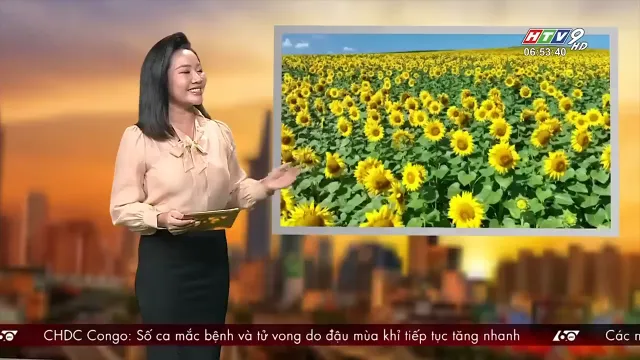 HTV9 HD
06:53:40
CHDC Congo: Số ca mắc bệnh và tử vong do đậu mùa khỉ tiếp tục tăng nhanh
Các n